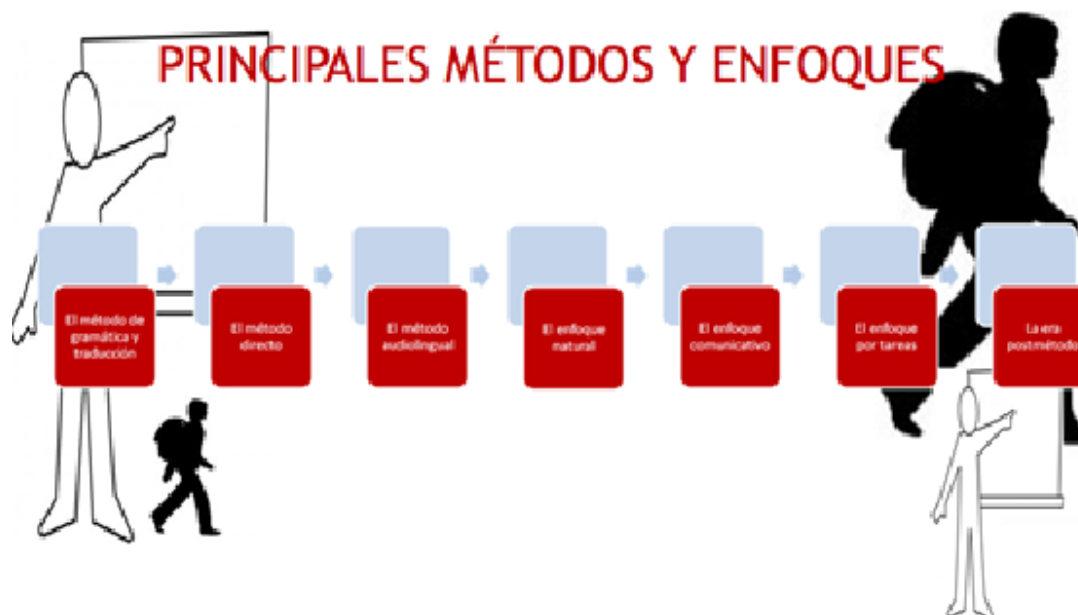 PRINCIPALES MÉTODOS Y ENFOQUES
El método de
gramática y
traducción
El método
directo
El método
audiolingual
El enfoque
natural
El enfoque
comunicativo
El enfoque
por tareas
La era
postmétodo